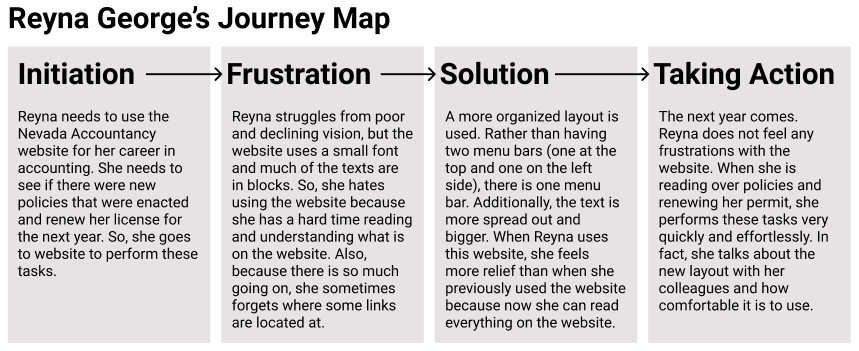 Reyna George's Journey Map
Initiation
Reyna needs to use the
Nevada Accountancy
website for her career in
accounting. She needs to
see if there were new
policies that were enacted
and renew her license for
the next year. So, she goes
to website to perform these
tasks.
Frustration
Reyna struggles from poor
and declining vision, but the
website uses a small font
and much of the texts are
in blocks. So, she hates
using the website because
she has a hard time reading
and understanding what is
on the website. Also,
because there is so much
going on, she sometimes
forgets where some links
are located at.
Solution
A more organized layout is
used. Rather than having
two menu bars (one at the
top and one on the left
side), there is one menu
bar. Additionally, the text is
more spread out and
bigger. When Reyna uses
this website, she feels
more relief than when she
previously used the website
because now she can read
everything on the website.
Taking Action
The next year comes.
Reyna does not feel any
frustrations with the
website. When she is
reading over policies and
renewing her permit, she
performs these tasks very
quickly and effortlessly. In
fact, she talks about the
new layout with her
colleagues and how
comfortable it is to use.